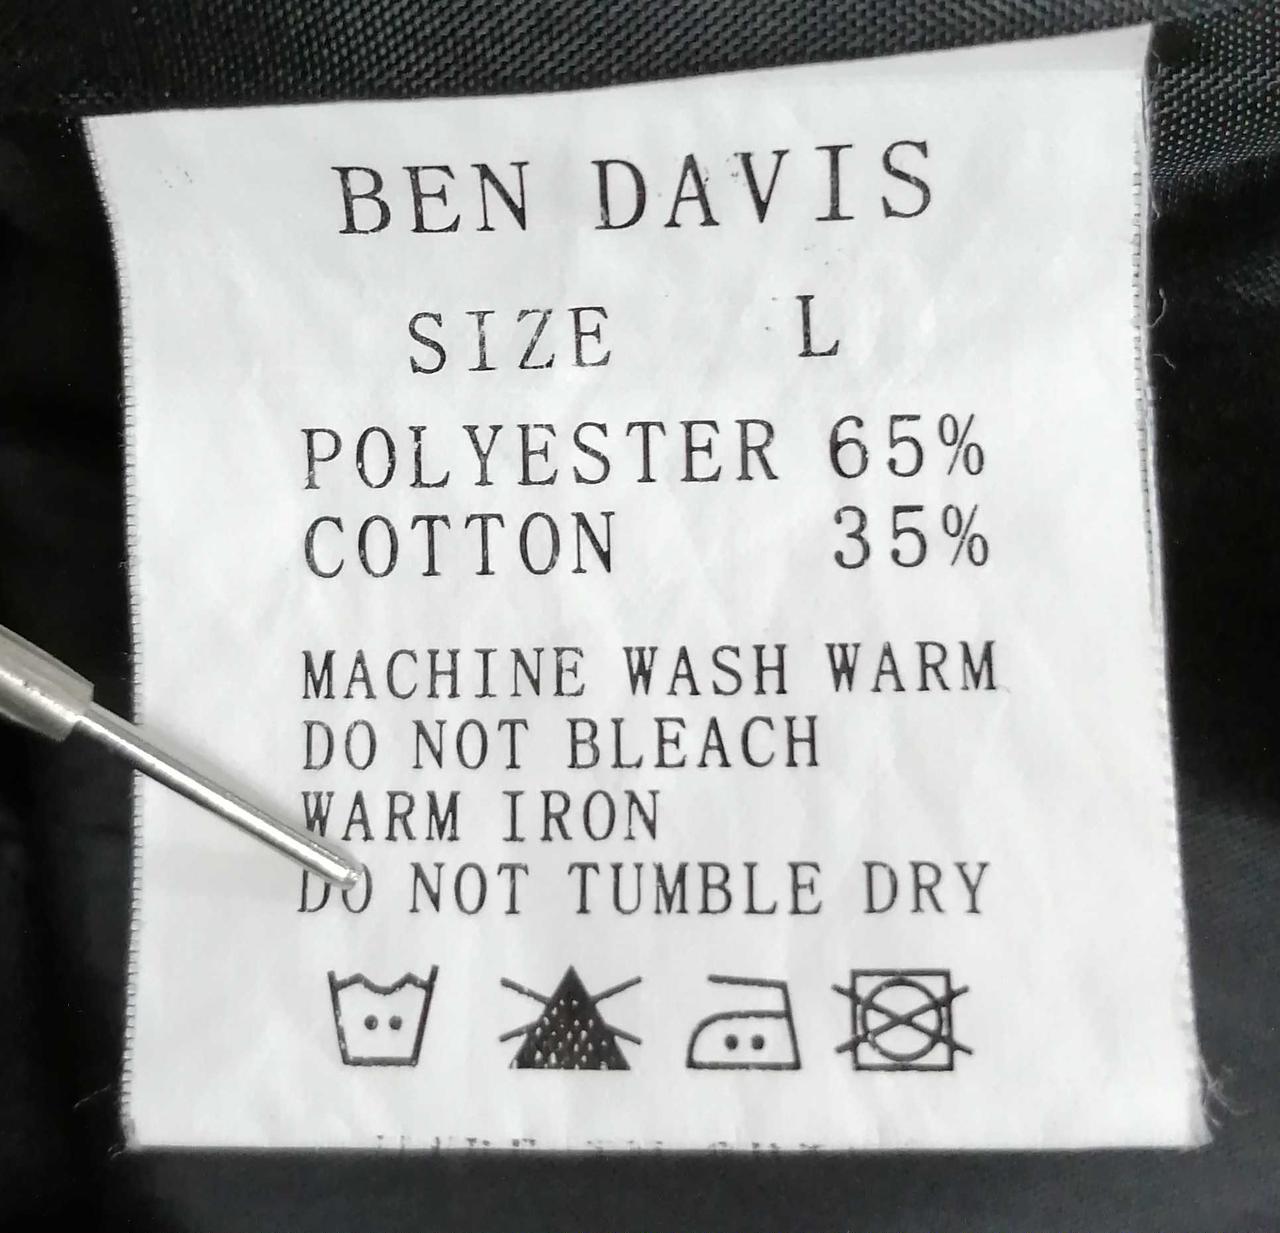 BEN DAVIS
SIZE L
POLYESTER 65%
COTTON 35%
MACHINE WASH WARM
DO NOT BLEACH
WARM IRON
DO NOT TUMBLE DRY